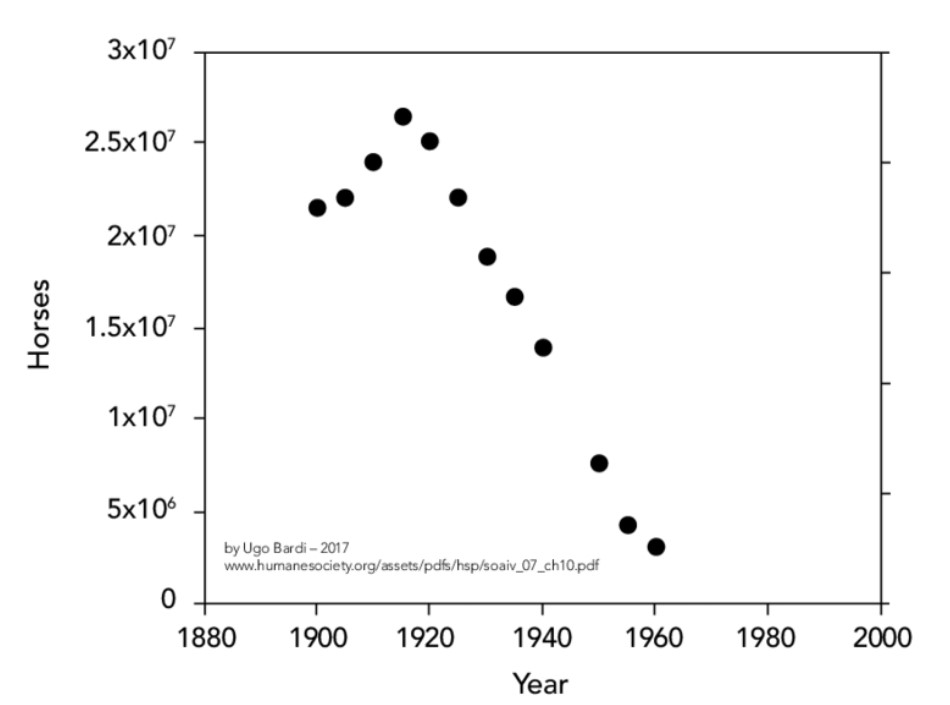 3x10⁷
2.5x10⁷
2x10⁷
1.5x10⁷
1x10⁷
5x10⁶
0
Horses
by Ugo Bardi – 2017
www.humanesociety.org/assets/pdfs/hsp/soaiv_07_ch10.pdf
1880 1900 1920 1940 1960 1980 2000
Year